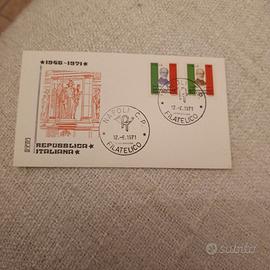 ★1946-1971★
REPUBBLICA
ITALIANA
NAPOLI C.P.
12.-6.1971
FILATELICO
NAPOLI C.P.
12.-6.1971
FILATELICO
subito